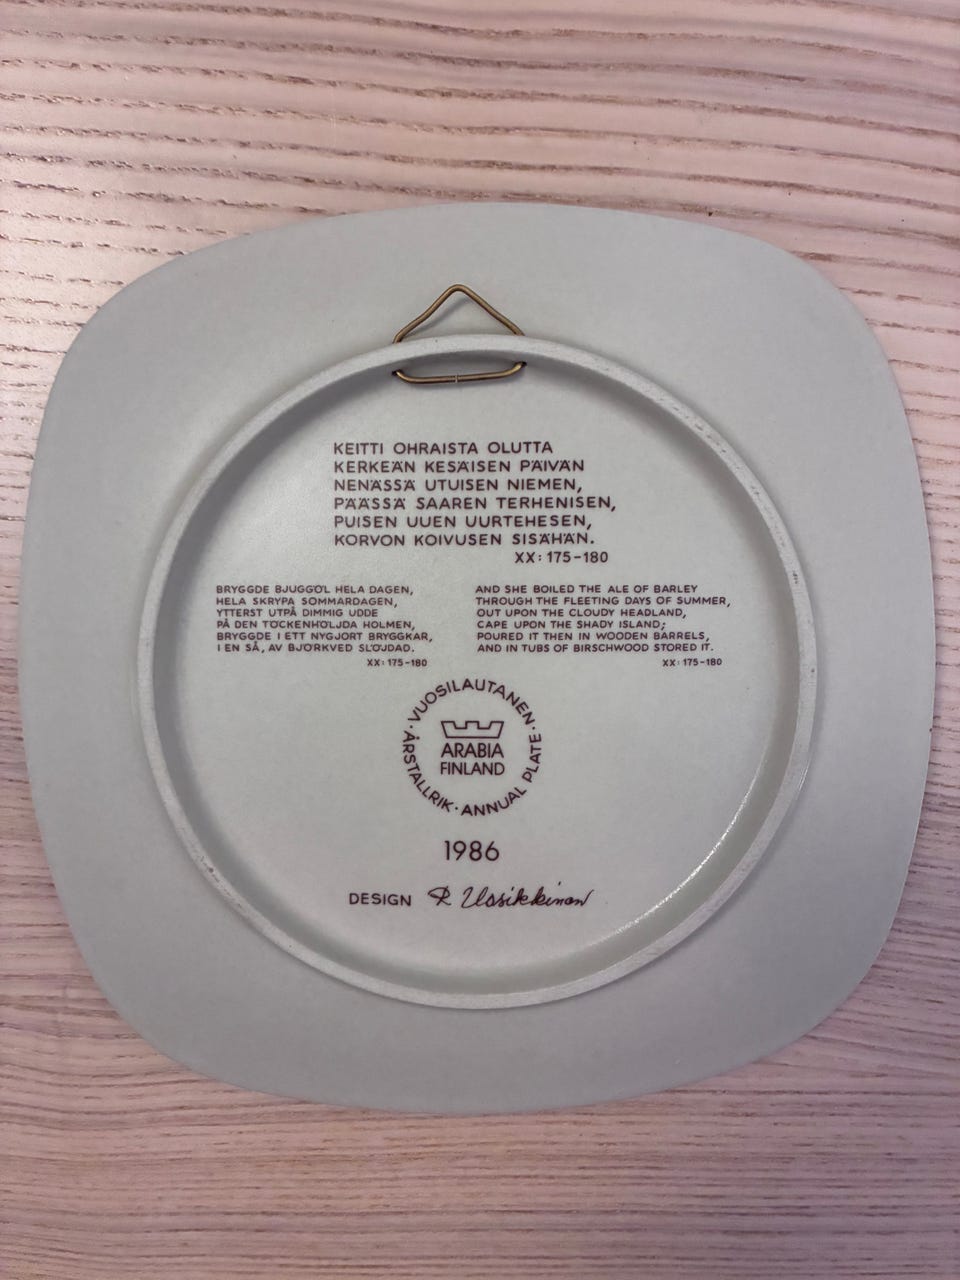 KEITTI OHRAISTA OLUTTA
KERKEÄN KESÄISEN PÄIVÄN
NENÄSSÄ UTUISEN NIEMEN,
PÄÄSSÄ SAAREN TERHENISEN,
PUISEN UUEN UURTEHESEN,
KORVON KOIVUSEN SISÄHÄN.
XX: 175-180
BRYGGDE BJUGGÖL HELA DAGEN,
HELA SKRYPA SOMMARDAGEN,
YTTERST UTPÅ DIMMIG UDDE
PÅ DEN TÖCKENHÖLJDA HOLMEN,
BRYGGDE I ETT NYGJORT BRYGGKAR,
I EN SÅ, AV BJÖRKVED SLÖJDAD.
XX: 175-180
AND SHE BOILED THE ALE OF BARLEY
THROUGH THE FLEETING DAYS OF SUMMER,
OUT UPON THE CLOUDY HEADLAND,
CAPE UPON THE SHADY ISLAND;
POURED IT THEN IN WOODEN BARRELS,
AND IN TUBS OF BIRSCHWOOD STORED IT.
XX: 175-180
· VUOSILAUTANEN · ANNUAL PLATE · ÅRSTALLRIK
ARABIA
FINLAND
1986
DESIGN R Uosikkinen